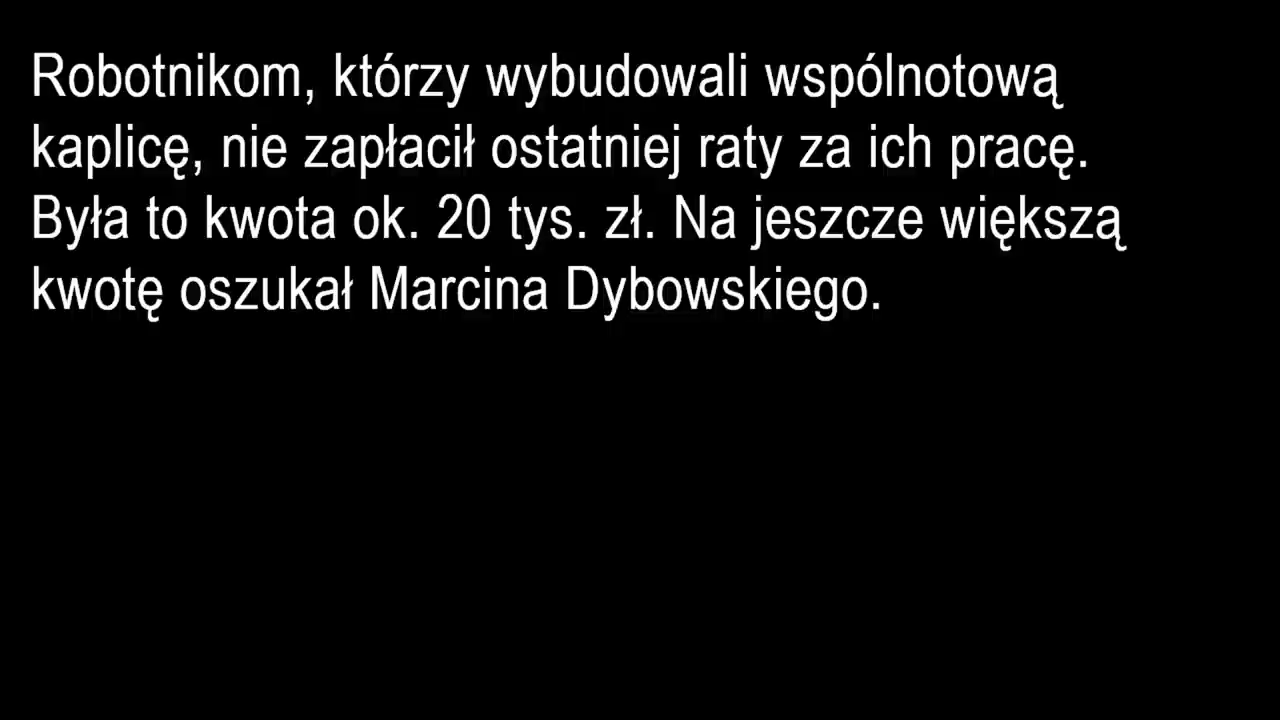 Robotnikom, którzy wybudowali wspólnotową
kaplicę, nie zapłacił ostatniej raty za ich pracę.
Była to kwota ok. 20 tys. zł. Na jeszcze większą
kwotę oszukał Marcina Dybowskiego.